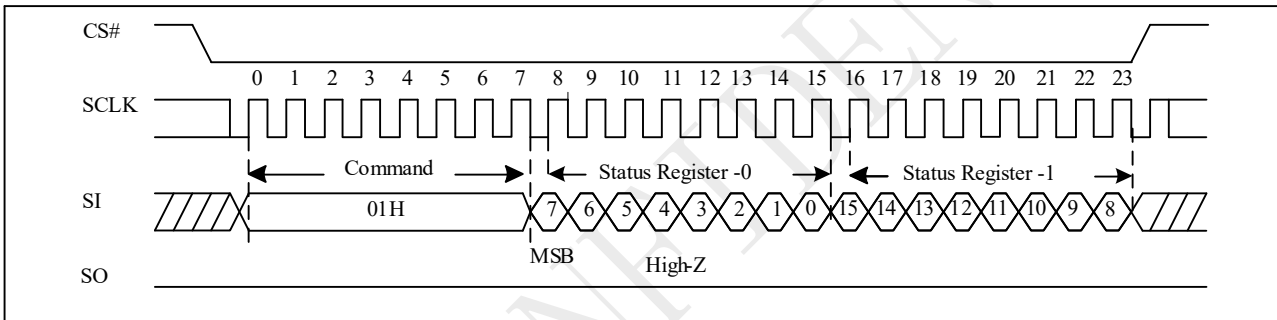 CS#
0 1 2 3 4 5 6 7 8 9 10 11 12 13 14 15 16 17 18 19 20 21 22 23
SCLK
Command Status Register -0 Status Register -1
SI 01H 7 6 5 4 3 2 1 0 15 14 13 12 11 10 9 8
MSB High-Z
SO